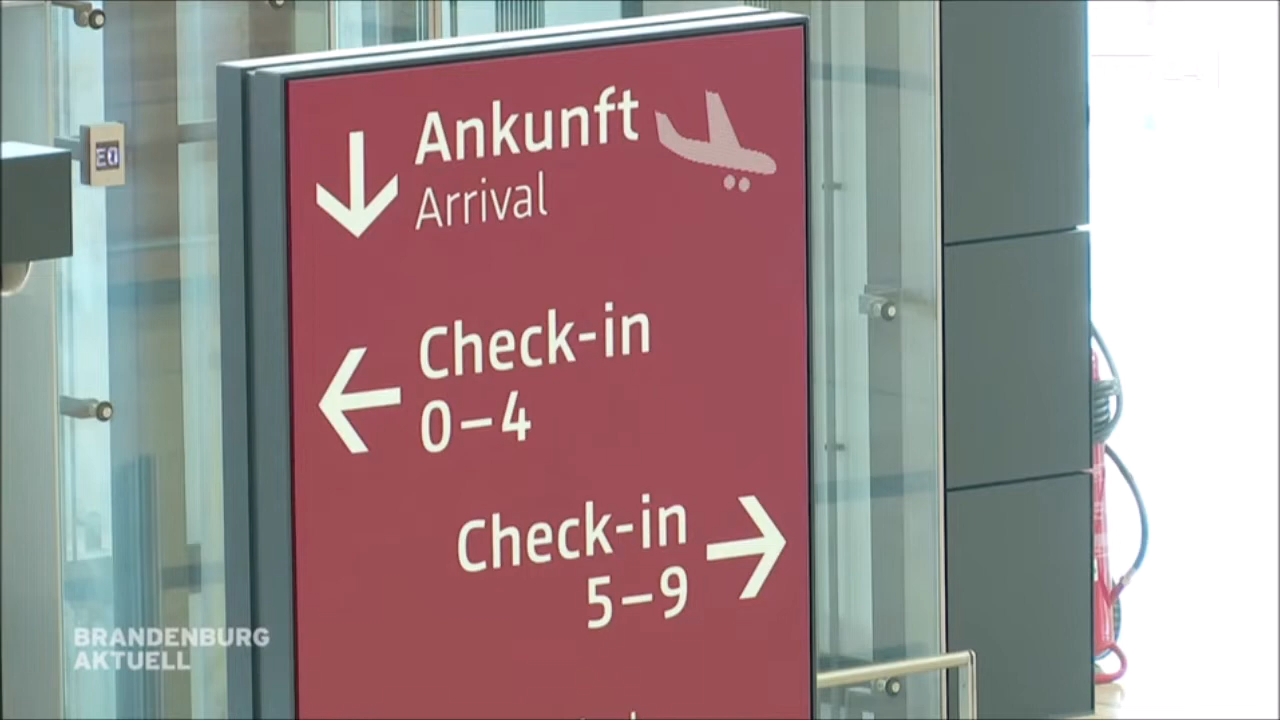 Ankunft
Arrival
Check-in
0–4
Check-in
5–9
E0
BRANDENBURG
AKTUELL